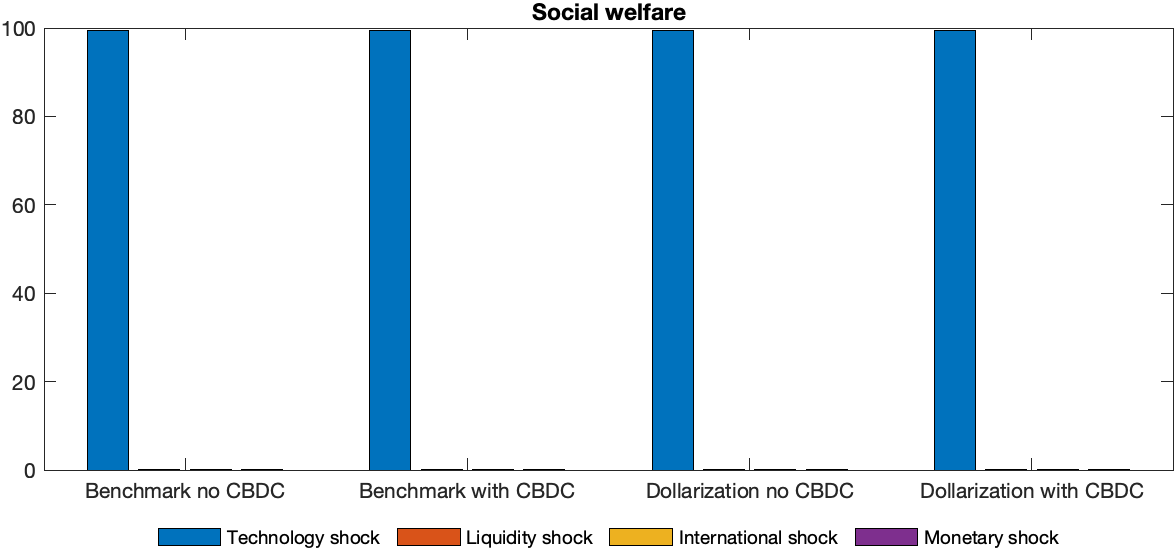 Social welfare
100
80
60
40
20
0
Benchmark no CBDC Benchmark with CBDC Dollarization no CBDC Dollarization with CBDC
Technology shock Liquidity shock International shock Monetary shock